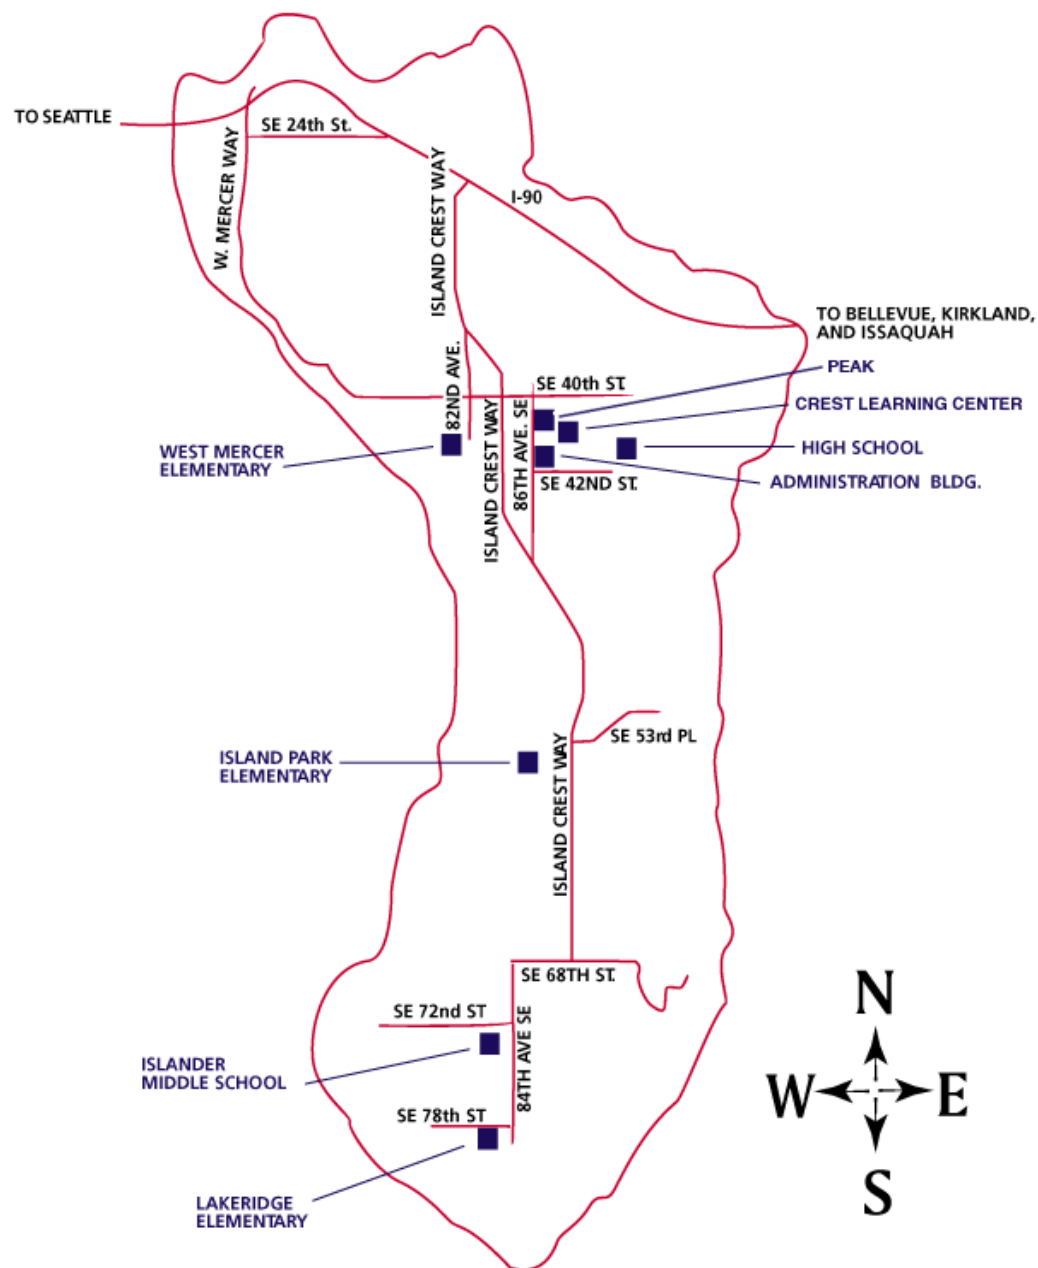 TO SEATTLE
SE 24th St.
W. MERCER WAY
ISLAND CREST WAY
I-90
TO BELLEVUE, KIRKLAND,
AND ISSAQUAH
82ND AVE.
SE 40th ST.
PEAK
CREST LEARNING CENTER
WEST MERCER
ELEMENTARY
ISLAND CREST WAY
86TH AVE. SE
HIGH SCHOOL
SE 42ND ST.
ADMINISTRATION BLDG.
SE 53rd PL
ISLAND PARK
ELEMENTARY
ISLAND CREST WAY
SE 68TH ST.
SE 72nd ST
84TH AVE SE
ISLANDER
MIDDLE SCHOOL
SE 78th ST
LAKERIDGE
ELEMENTARY
N
W E
S